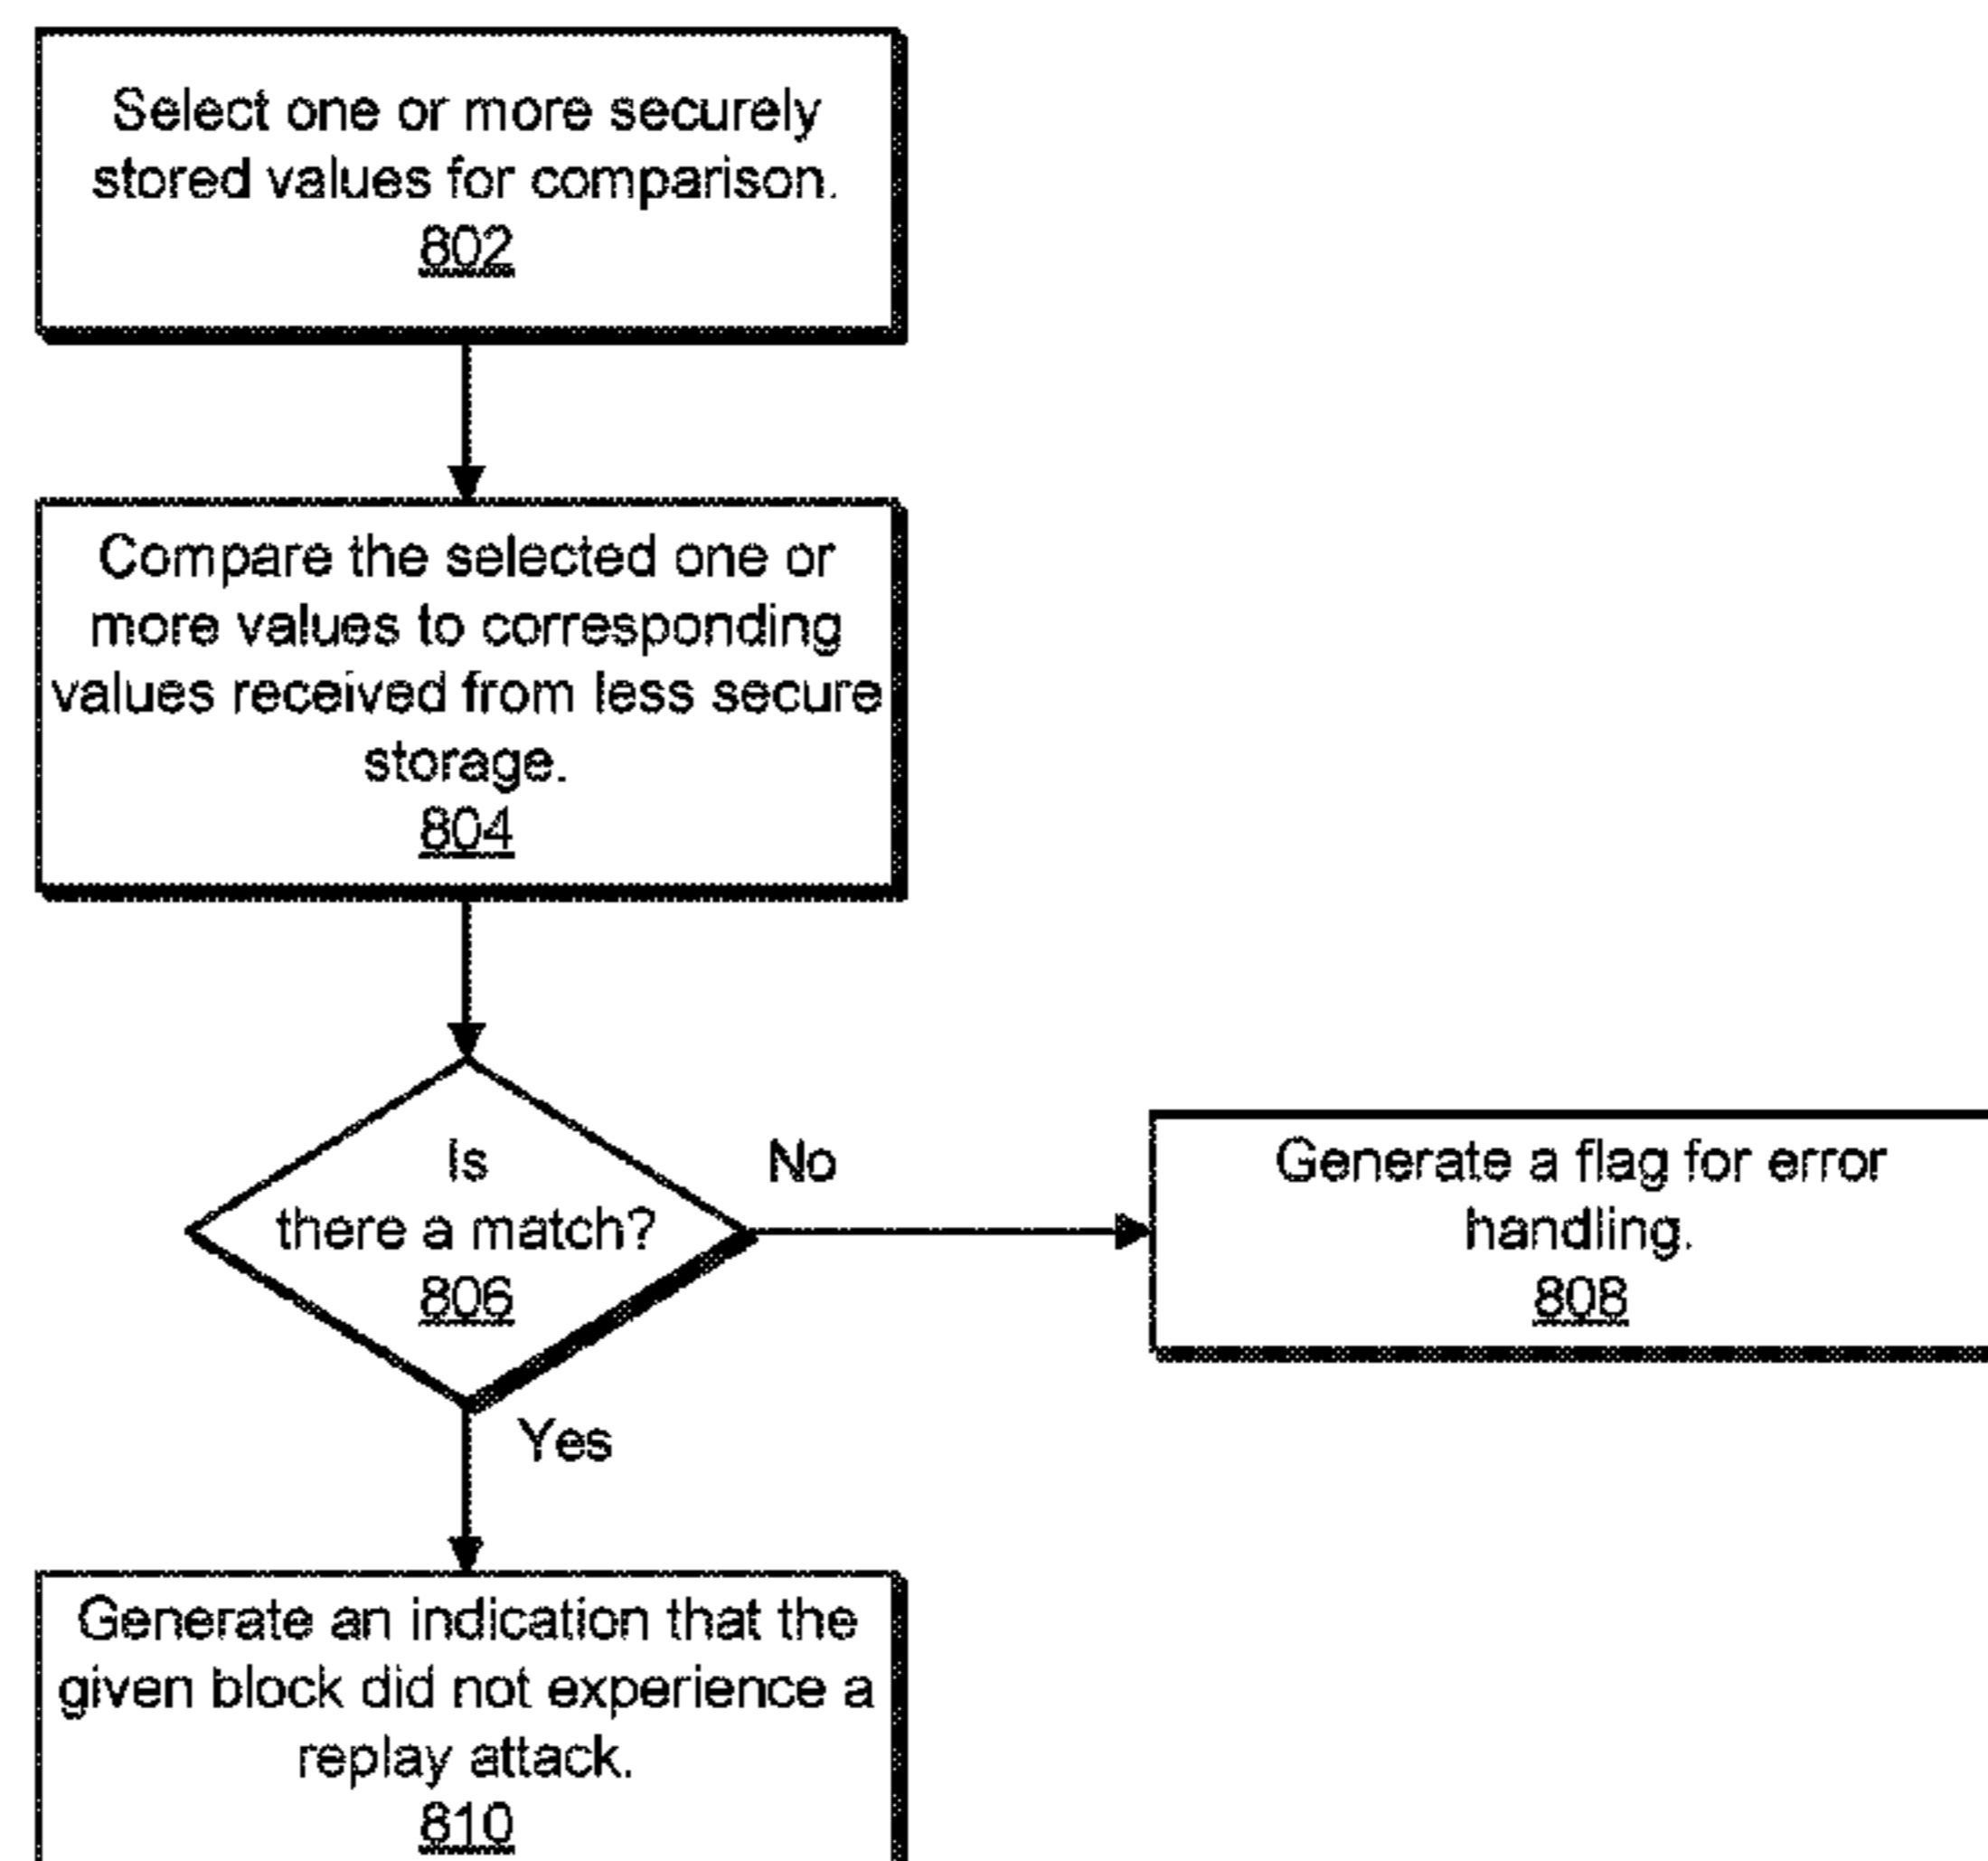 Select one or more securely
stored values for comparison.
802
Compare the selected one or
more values to corresponding
values received from less secure
storage.
804
Is
there a match?
806
No
Generate a flag for error
handling.
808
Yes
Generate an indication that the
given block did not experience a
replay attack.
810